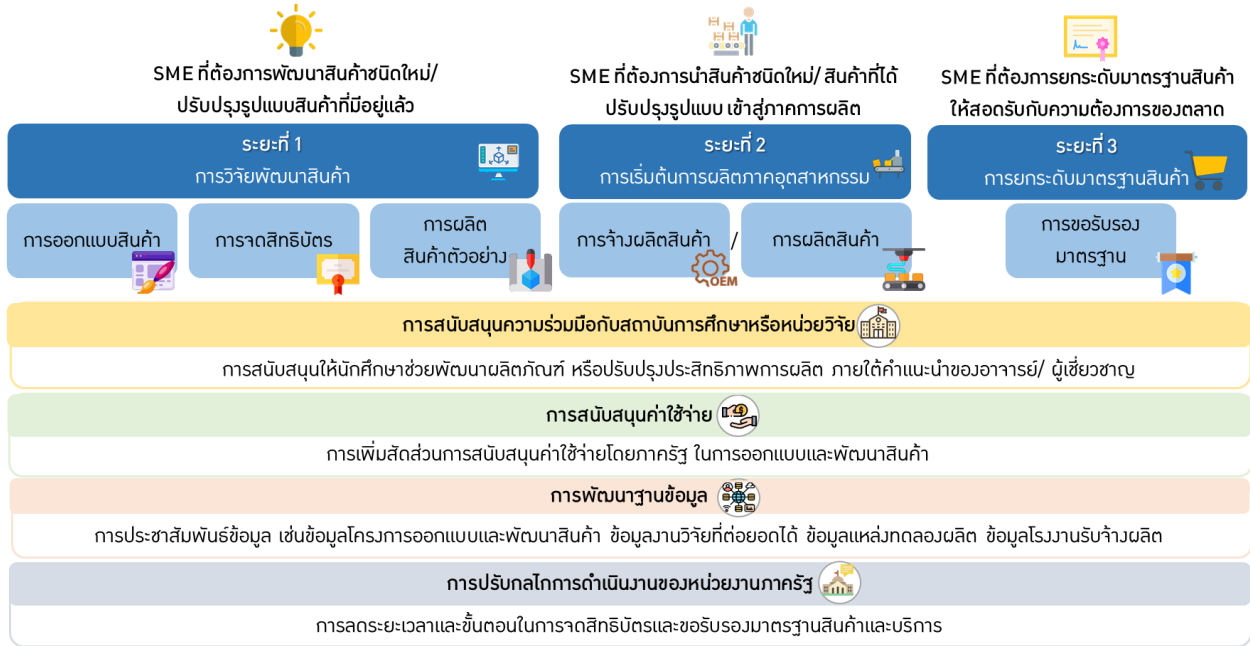 SME ที่ต้องการพัฒนาสินค้าชนิดใหม่/
ปรับปรุงรูปแบบสินค้าที่มีอยู่แล้ว
SME ที่ต้องการนำสินค้าชนิดใหม่/ สินค้าที่ได้
ปรับปรุงรูปแบบ เข้าสู่ภาคการผลิต
SME ที่ต้องการยกระดับมาตรฐานสินค้า
ให้สอดรับกับความต้องการของตลาด
ระยะที่ 1
การวิจัยพัฒนาสินค้า
ระยะที่ 2
การเริ่มต้นการผลิตภาคอุตสาหกรรม
ระยะที่ 3
การยกระดับมาตรฐานสินค้า
การออกแบบสินค้า
การจดสิทธิบัตร
การผลิต
สินค้าตัวอย่าง
การจ้างผลิตสินค้า
OEM
/
การผลิตสินค้า
การขอรับรอง
มาตรฐาน
การสนับสนุนความร่วมมือกับสถาบันการศึกษาหรือหน่วยวิจัย
การสนับสนุนให้นักศึกษาช่วยพัฒนาผลิตภัณฑ์ หรือปรับปรุงประสิทธิภาพการผลิต ภายใต้คำแนะนำของอาจารย์/ ผู้เชี่ยวชาญ
การสนับสนุนค่าใช้จ่าย
การเพิ่มสัดส่วนการสนับสนุนค่าใช้จ่ายโดยภาครัฐ ในการออกแบบและพัฒนาสินค้า
การพัฒนาฐานข้อมูล
การประชาสัมพันธ์ข้อมูล เช่นข้อมูลโครงการออกแบบและพัฒนาสินค้า ข้อมูลงานวิจัยที่ต่อยอดได้ ข้อมูลแหล่งทดลองผลิต ข้อมูลโรงงานรับจ้างผลิต
การปรับกลไกการดำเนินงานของหน่วยงานภาครัฐ
การลดระยะเวลาและขั้นตอนในการจดสิทธิบัตรและขอรับรองมาตรฐานสินค้าและบริการ